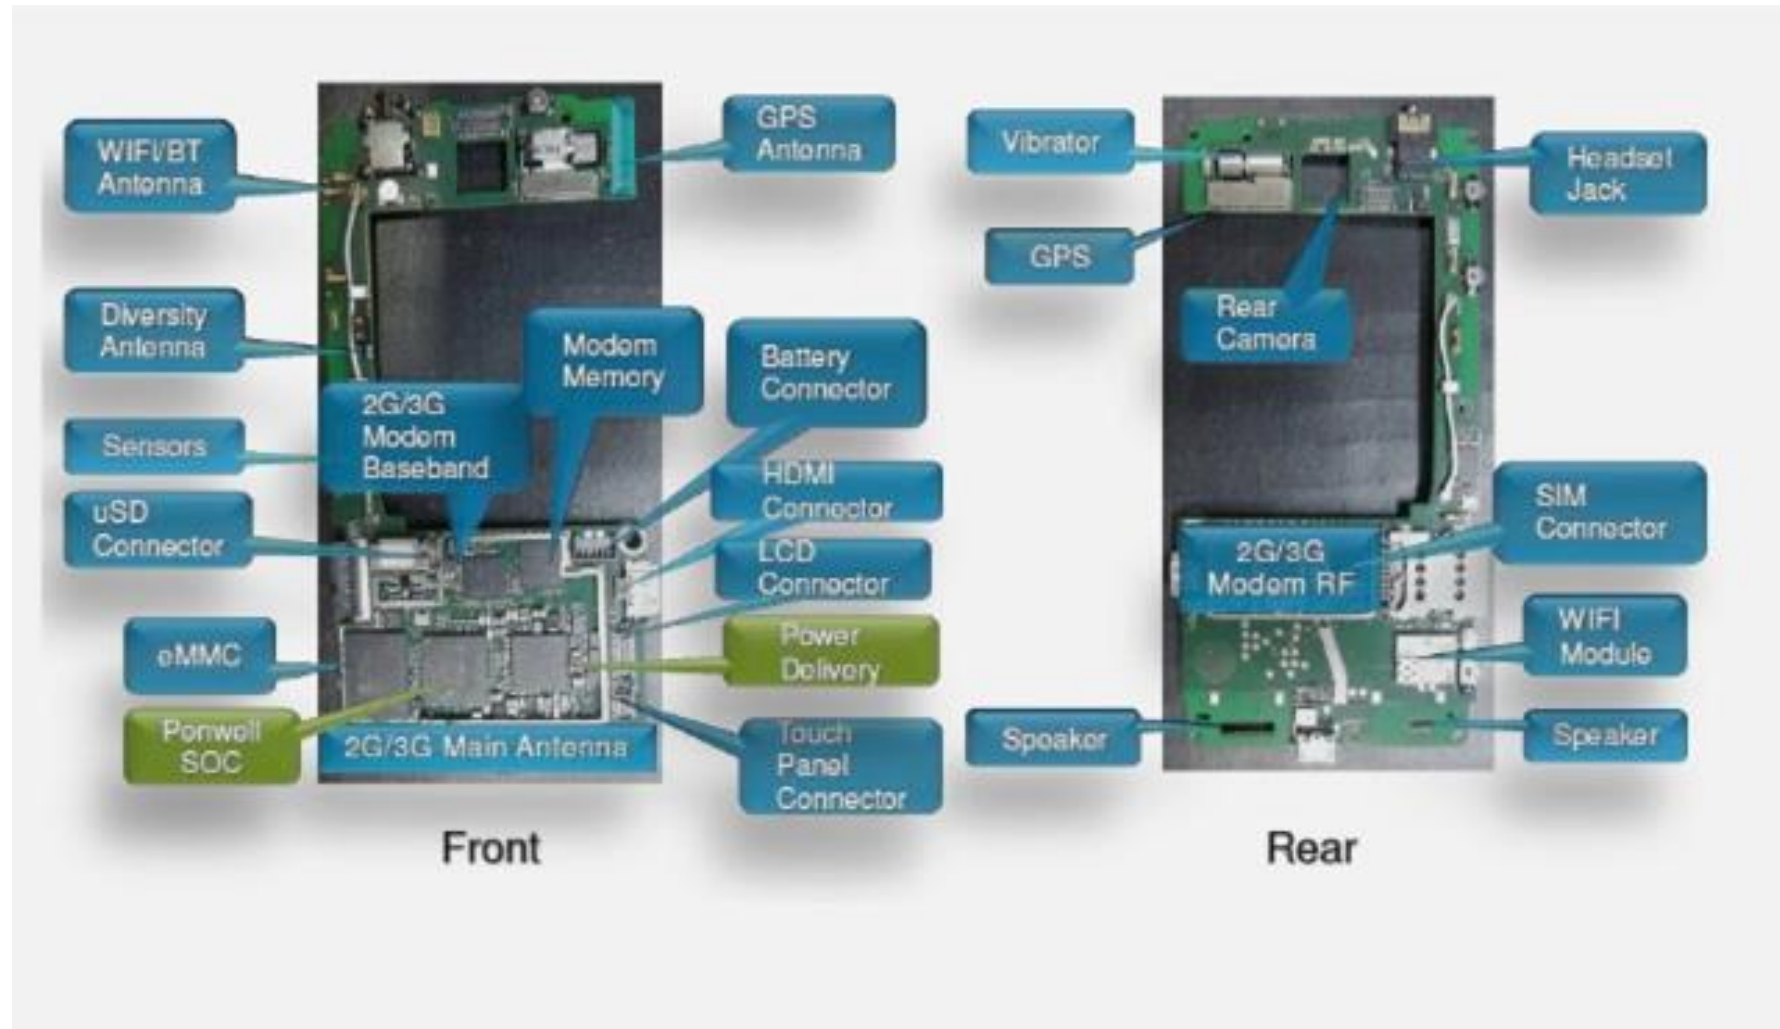 WIFI/BT
Antenna
GPS
Antenna
Diversity
Antenna
Modem
Memory
Battery
Connector
2G/3G
Modem
Baseband
Sensors
HDMI
Connector
uSD
Connector
LCD
Connector
eMMC
Power
Delivery
Penwell
SOC
2G/3G Main Antenna
Touch
Panel
Connector
Front
Vibrator
Headset
Jack
GPS
Rear
Camera
SIM
Connector
2G/3G
Modem RF
WIFI
Module
Speaker
Speaker
Rear